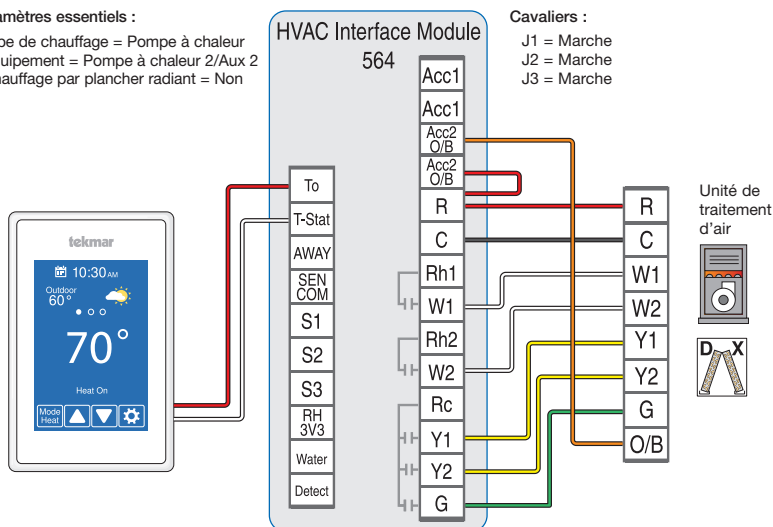 amètres essentiels :
pe de chauffage = Pompe à chaleur
uipement = Pompe à chaleur 2/Aux 2
auffage par plancher radiant = Non
HVAC Interface Module
564
Cavaliers :
J1 = Marche
J2 = Marche
J3 = Marche
To
T-Stat
AWAY
SEN
COM
S1
S2
S3
RH
3V3
Water
Detect
Acc1
Acc1
Acc2
O/B
Acc2
O/B
R
C
Rh1
W1
Rh2
W2
Rc
Y1
Y2
G
R
C
W1
W2
Y1
Y2
G
O/B
Unité de
traitement
d'air
D X
tekmar
10:30 AM
Outdoor
60°
70°
Heat On
Mode
Heat